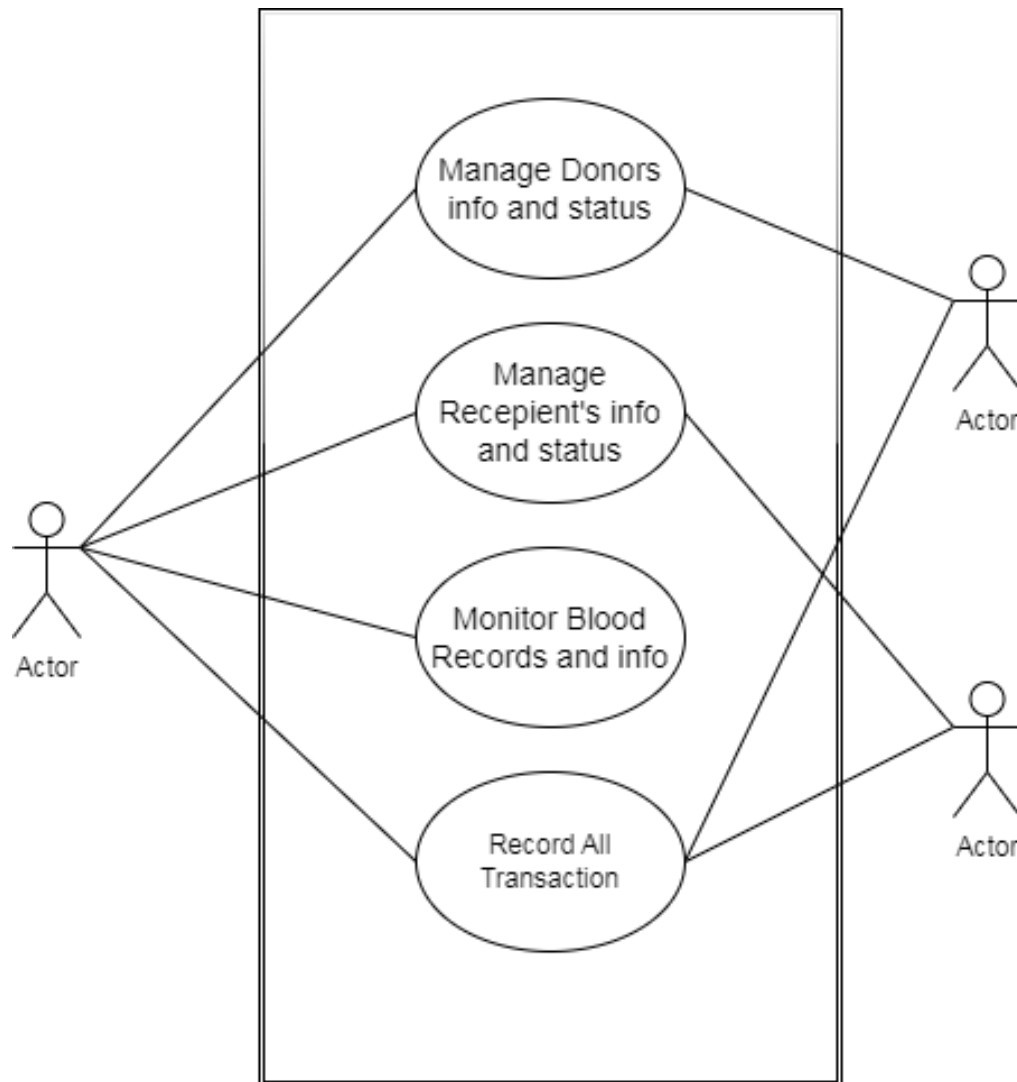 Manage Donors
info and status
Manage
Recepient's info
and status
Actor
Monitor Blood
Records and info
Actor
Record All
Transaction
Actor